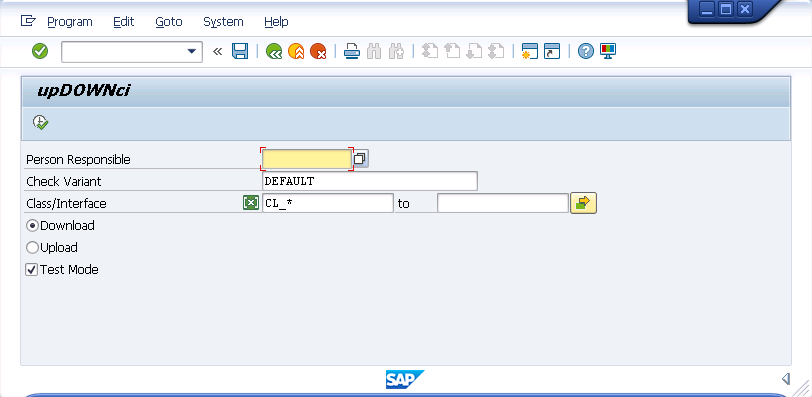 Program Edit Goto System Help
upDOWNci
Person Responsible
Check Variant DEFAULT
Class/Interface CL_* to
Download
Upload
Test Mode
SAP